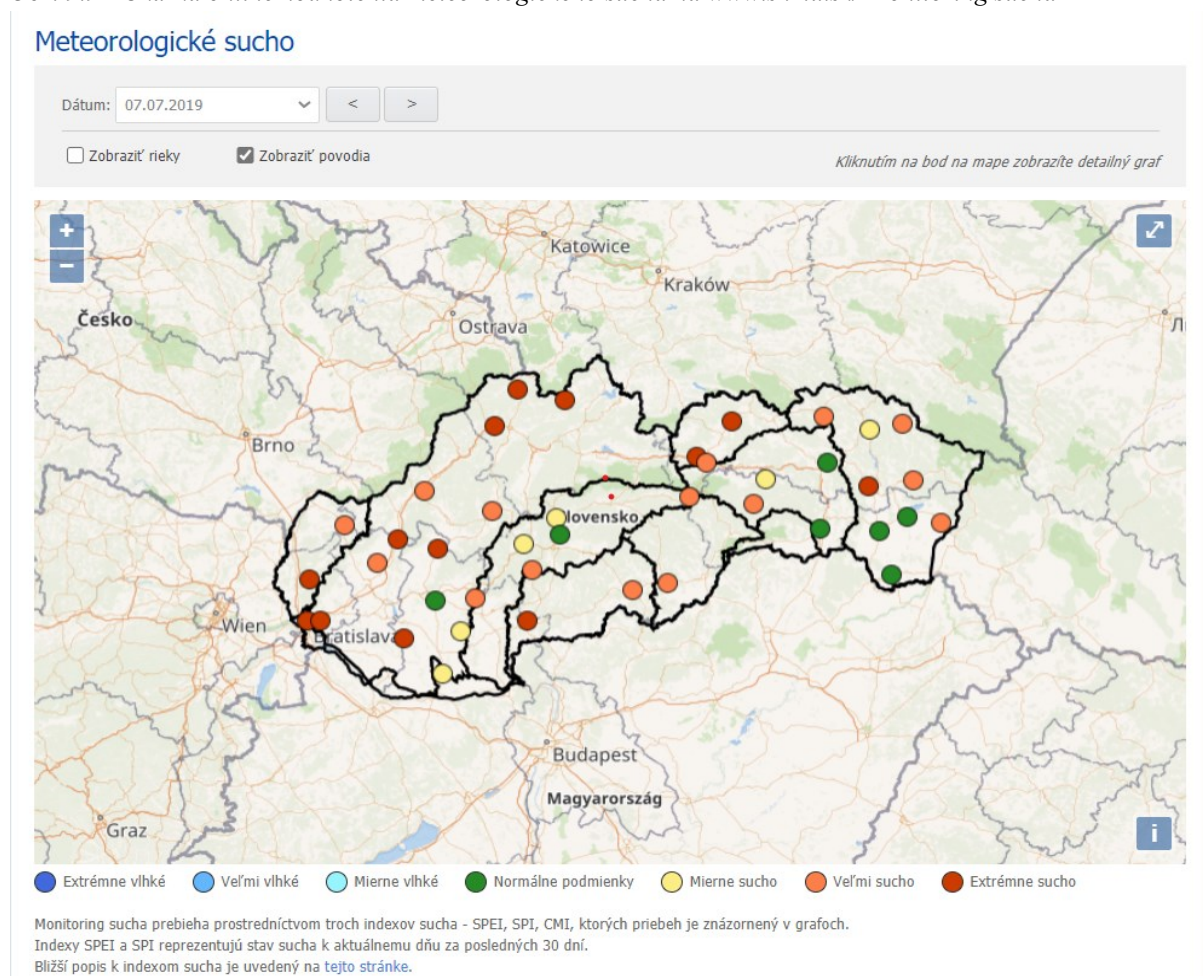 Meteorologické sucho
Dátum: 07.07.2019 < >
Zobraziť rieky Zobraziť povodia
Kliknutím na bod na mape zobrazíte detailný graf
+
−
Katowice
Kraków
Česko
Ostrava
Brno
lovensko
Wien
Bratislava
Budapest
Magyarország
Graz
i
Extrémne vlhké Veľmi vlhké Mierne vlhké Normálne podmienky Mierne sucho Veľmi sucho Extrémne sucho
Monitoring sucha prebieha prostredníctvom troch indexov sucha - SPEI, SPI, CMI, ktorých priebeh je znázornený v grafoch.
Indexy SPEI a SPI reprezentujú stav sucha k aktuálnemu dňu za posledných 30 dní.
Bližší popis k indexom sucha je uvedený na tejto stránke.